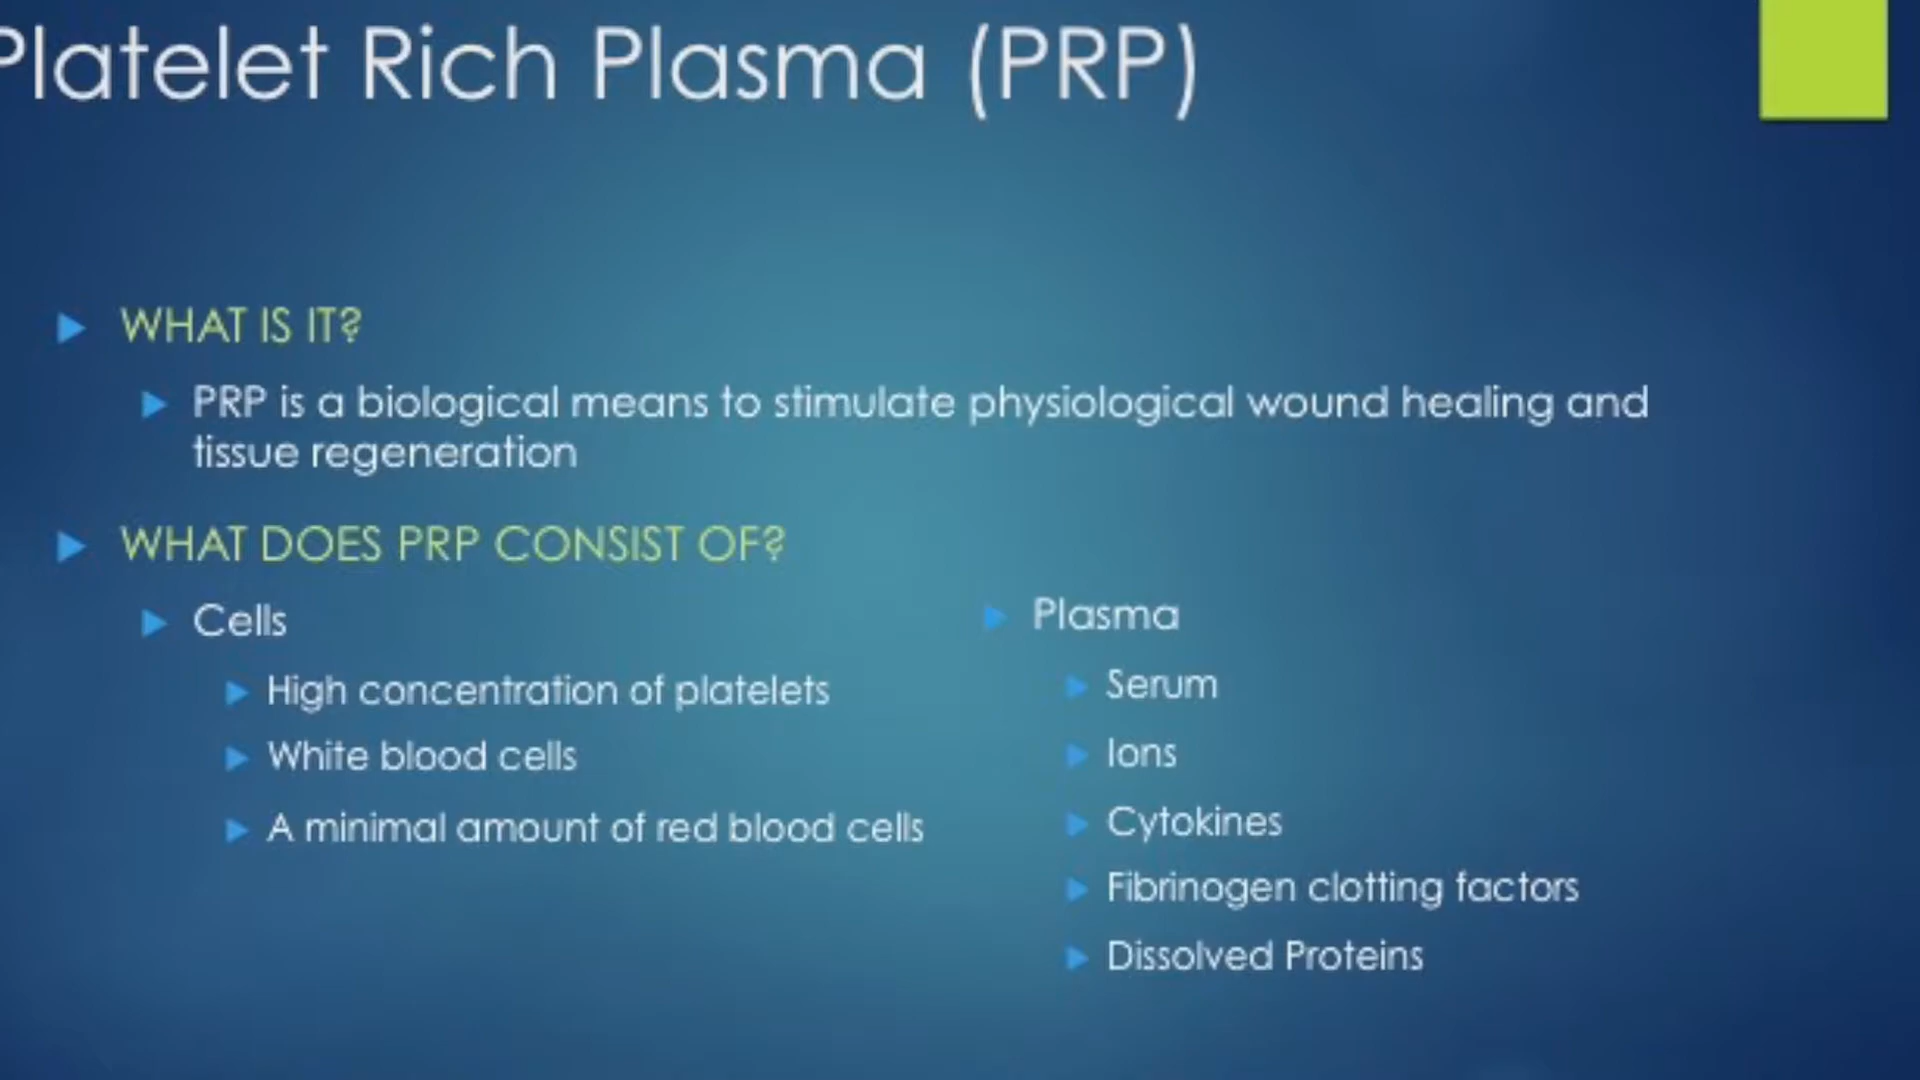 Platelet Rich Plasma (PRP)
WHAT IS IT?
PRP is a biological means to stimulate physiological wound healing and
tissue regeneration
WHAT DOES PRP CONSIST OF?
Cells
High concentration of platelets
White blood cells
A minimal amount of red blood cells
Plasma
Serum
Ions
Cytokines
Fibrinogen clotting factors
Dissolved Proteins